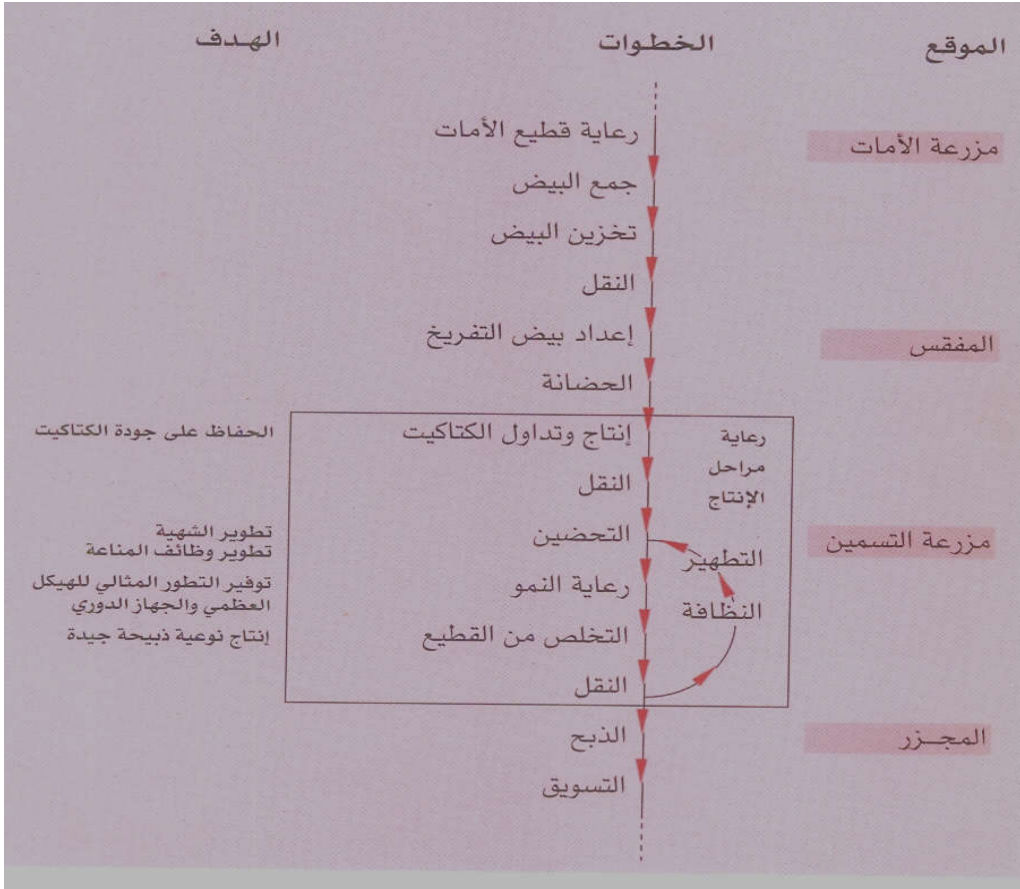 الموقع الخطوات الهدف
رعاية قطيع الأمات
مزرعة الأمات
جمع البيض
تخزين البيض
النقل
إعداد بيض التفريخ
المفقس
الحضانة
رعاية
مراحل
الإنتاج
إنتاج وتداول الكتاكيت
الحفاظ على جودة الكتاكيت
النقل
مزرعة التسمين
التحضين
تطوير الشهية
تطوير وظائف المناعة
التطهير
رعاية النمو
توفير التطور المثالي للهيكل
العظمي والجهاز الدوري
النظافة
التخلص من القطيع
إنتاج نوعية ذبيحة جيدة
النقل
المجـزر
الذبح
التسويق